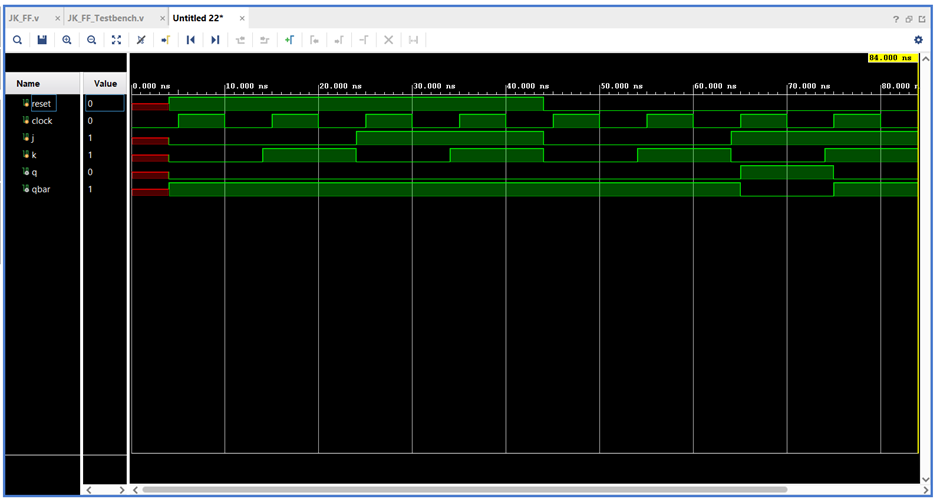 JK_FF.v × JK_FF_Testbench.v × Untitled 22* × ?
84.000 ns
Name Value 0.000 ns 10.000 ns 20.000 ns 30.000 ns 40.000 ns 50.000 ns 60.000 ns 70.000 ns 80.000
reset 0
clock 0
j 1
k 1
q 0
qbar 1